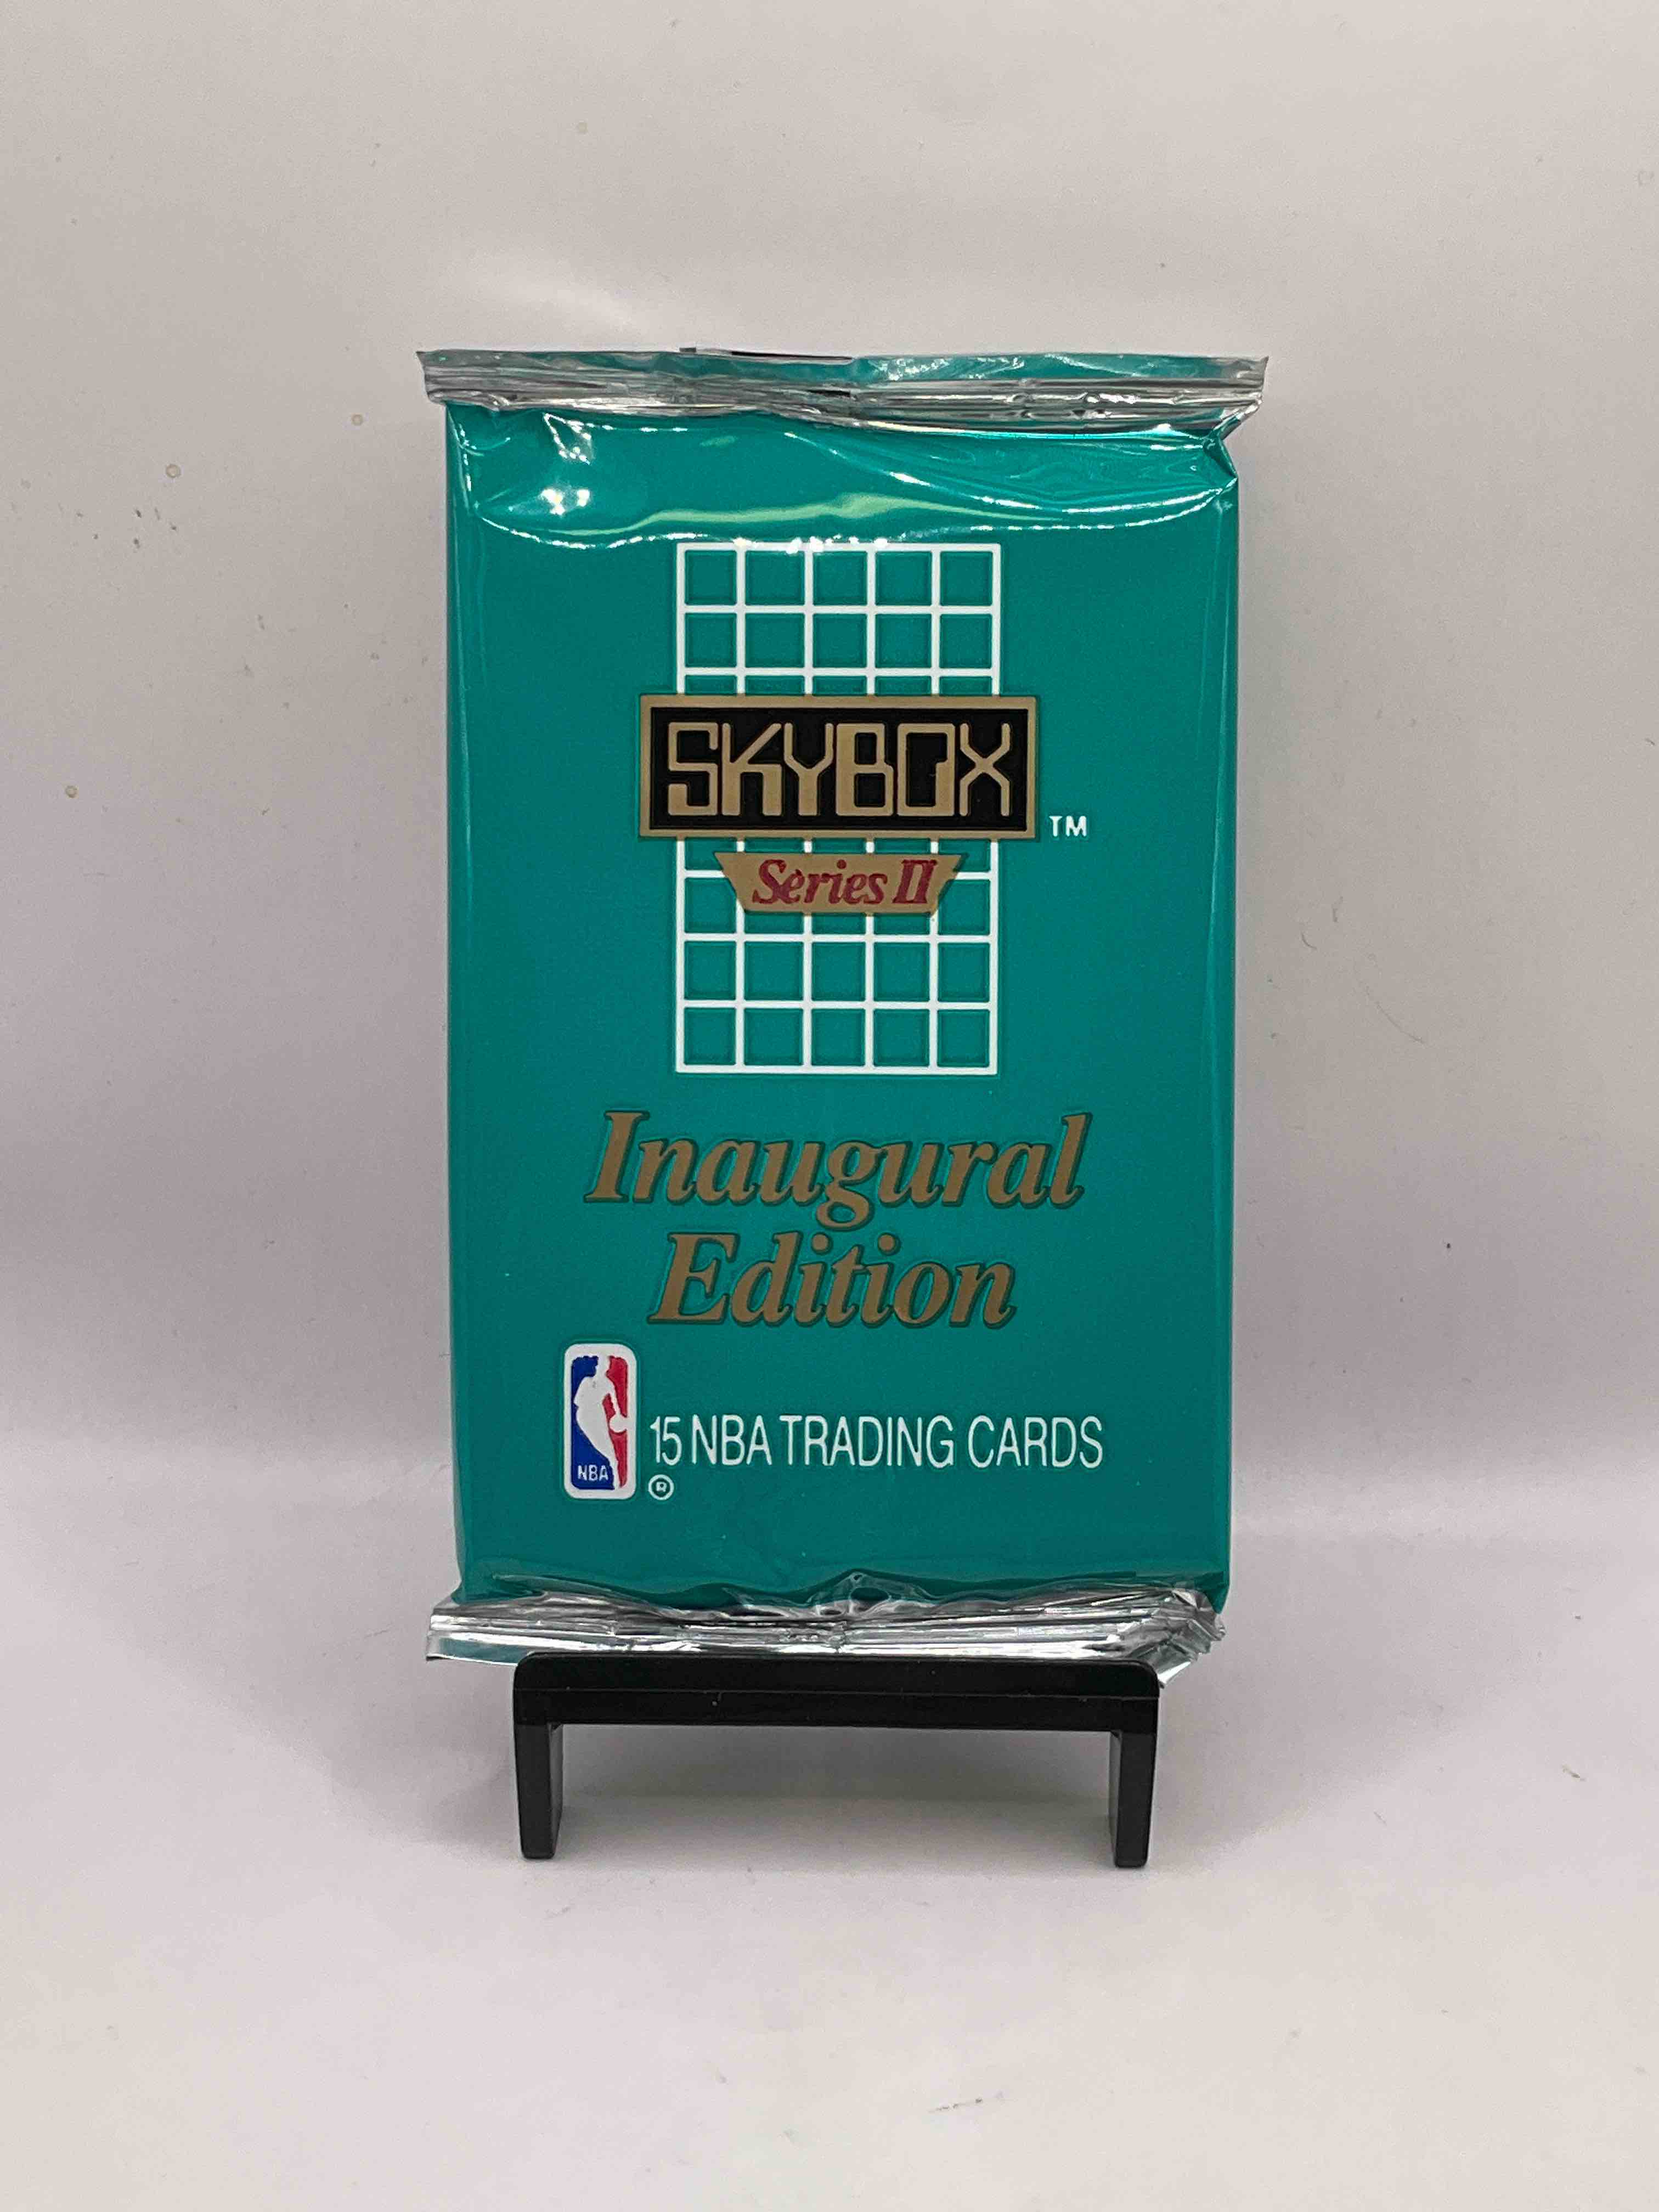 SKYBOX
TM
Series II
Inaugural
Edition
NBA
15 NBA TRADING CARDS
®